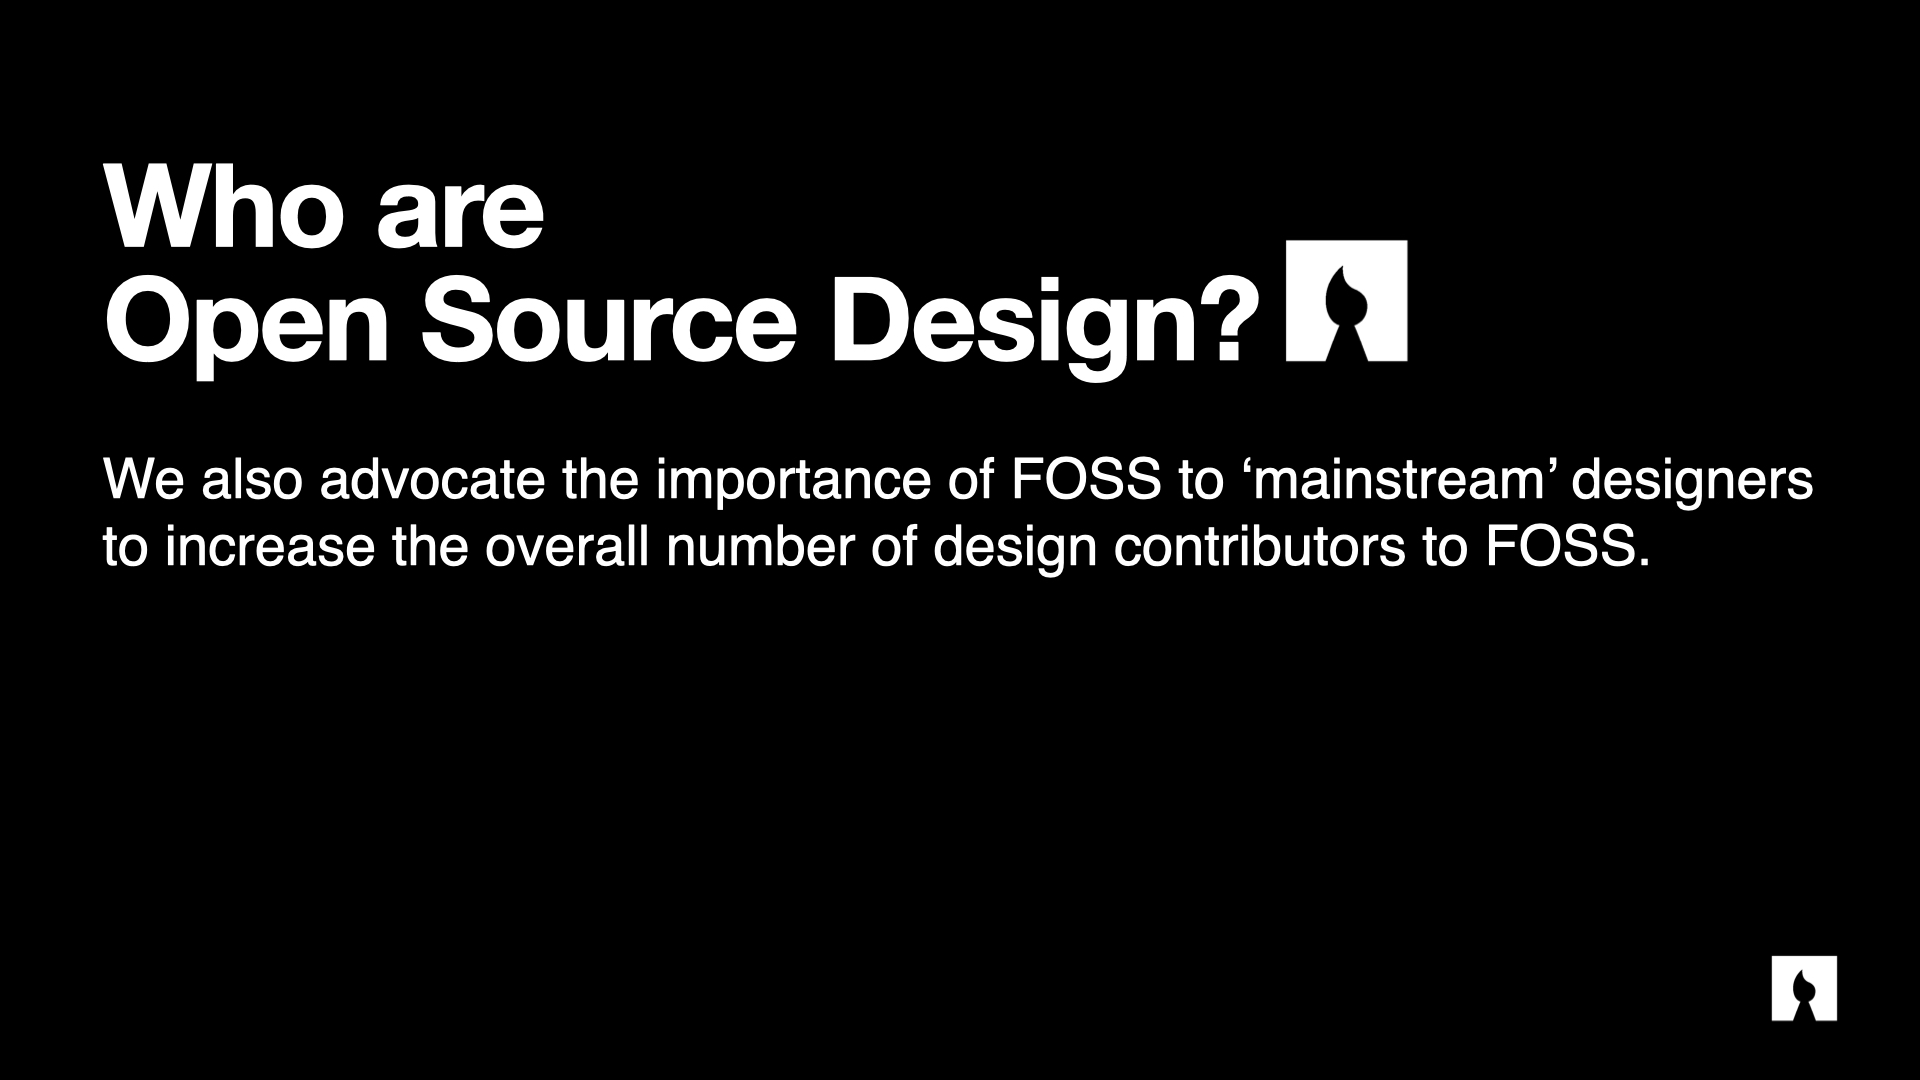 Who are
Open Source Design?
We also advocate the importance of FOSS to ‘mainstream’ designers
to increase the overall number of design contributors to FOSS.